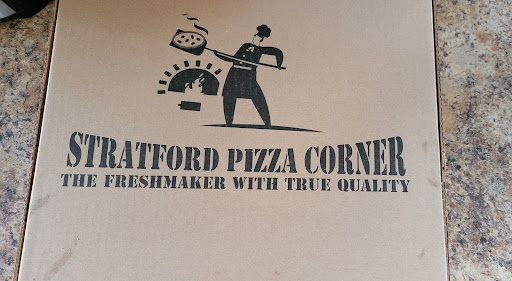 STRATFORD PIZZA CORNER
THE FRESHMAKER WITH TRUE QUALITY